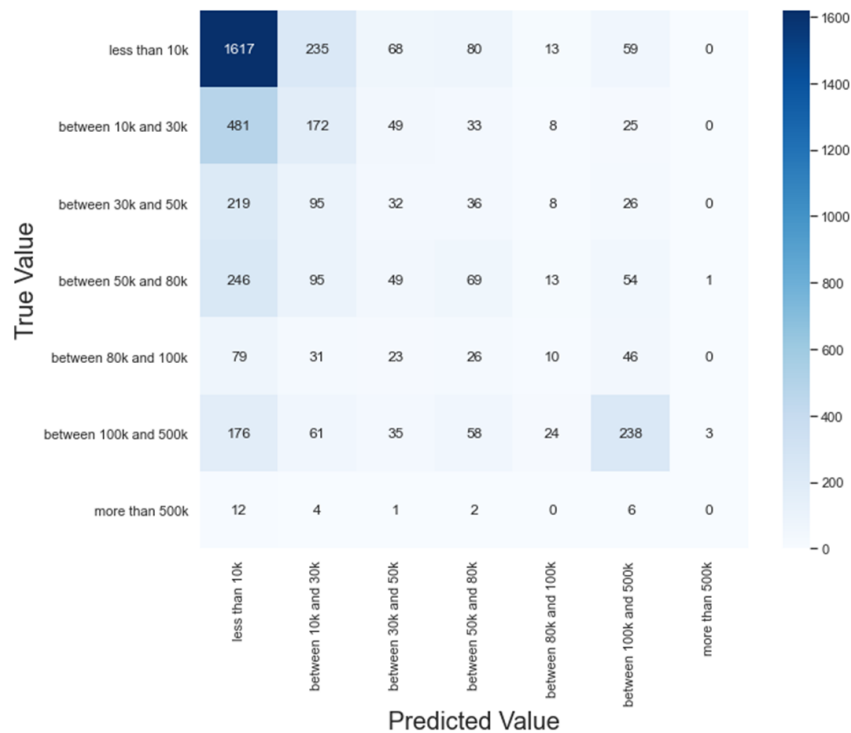 less than 10k 1617 235 68 80 13 59 0
between 10k and 30k 481 172 49 33 8 25 0
between 30k and 50k 219 95 32 36 8 26 0
between 50k and 80k 246 95 49 69 13 54 1
between 80k and 100k 79 31 23 26 10 46 0
between 100k and 500k 176 61 35 58 24 238 3
more than 500k 12 4 1 2 0 6 0
True Value
less than 10k
between 10k and 30k
between 30k and 50k
between 50k and 80k
between 80k and 100k
between 100k and 500k
more than 500k
Predicted Value
1600
1400
1200
1000
800
600
400
200
0